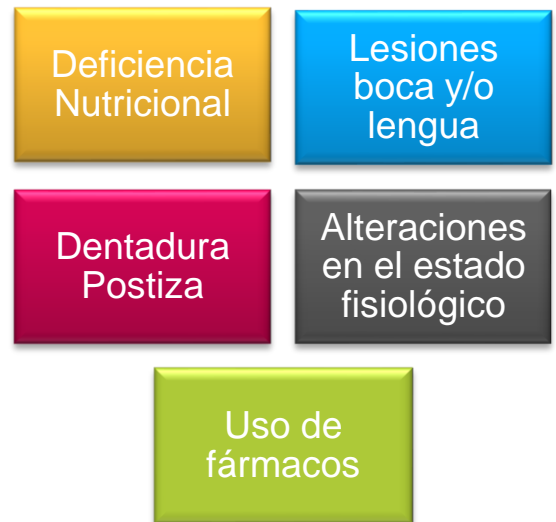 Deficiencia
Nutricional
Lesiones
boca y/o
lengua
Dentadura
Postiza
Alteraciones
en el estado
fisiológico
Uso de
fármacos